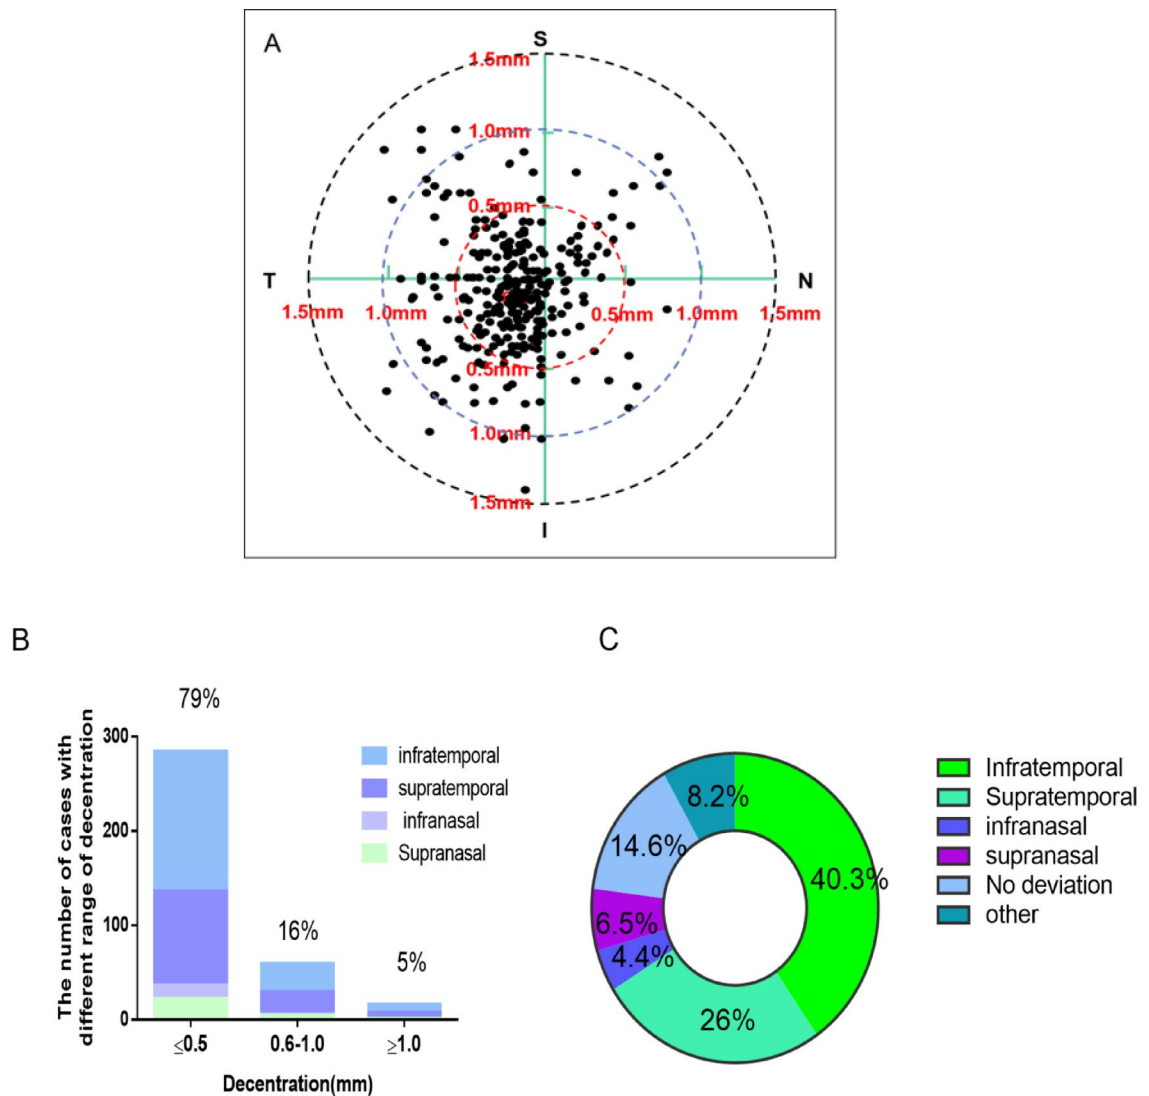 A
S
1.5mm
1.0mm
0.5mm
T
N
1.5mm 1.0mm 0.5mm 1.0mm 1.5mm
0.5mm
1.0mm
1.5mm
I
B
The number of cases with
different range of decentration
300
200
100
0
79%
16%
5%
≤0.5 0.6-1.0 ≥1.0
Decentration(mm)
infratemporal
supratemporal
infranasal
Supranasal
C
8.2%
14.6%
40.3%
6.5%
4.4%
26%
Infratemporal
Supratemporal
infranasal
supranasal
No deviation
other